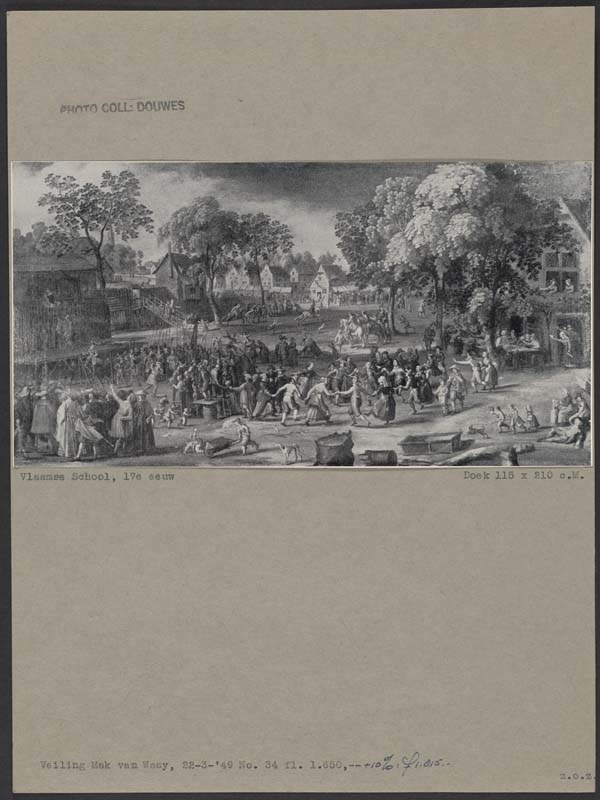 PHOTO COLL: DOUWES
Vlaamse School, 17e eeuw
Doek 115 x 210 c.M.
Veiling Mak van Waay, 22-3-'49 No. 34 fl. 1.650,-- +10%: f 1.815.-
z.o.z.